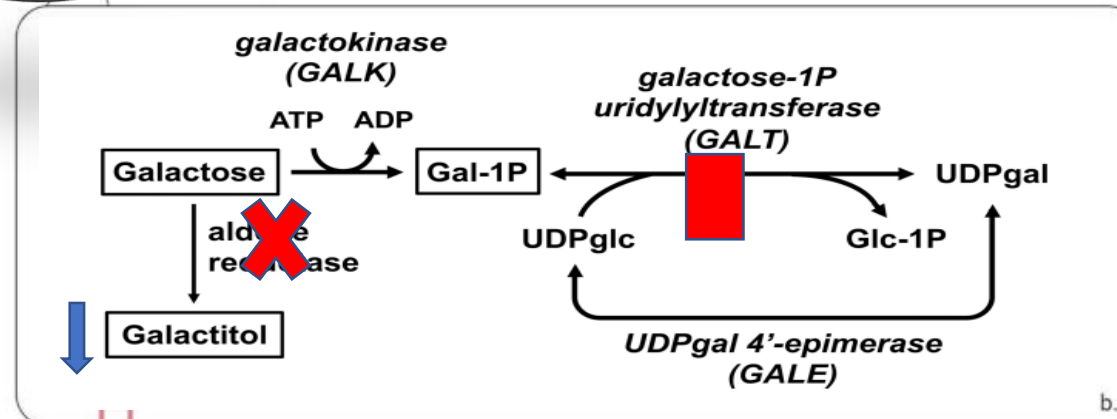 galactokinase
(GALK)
galactose-1P
uridylyltransferase
(GALT)
ATP ADP
Galactose
Gal-1P
UDPgal
UDPglc
Glc-1P
Galactitol
UDPgal 4’-epimerase
(GALE)
b.